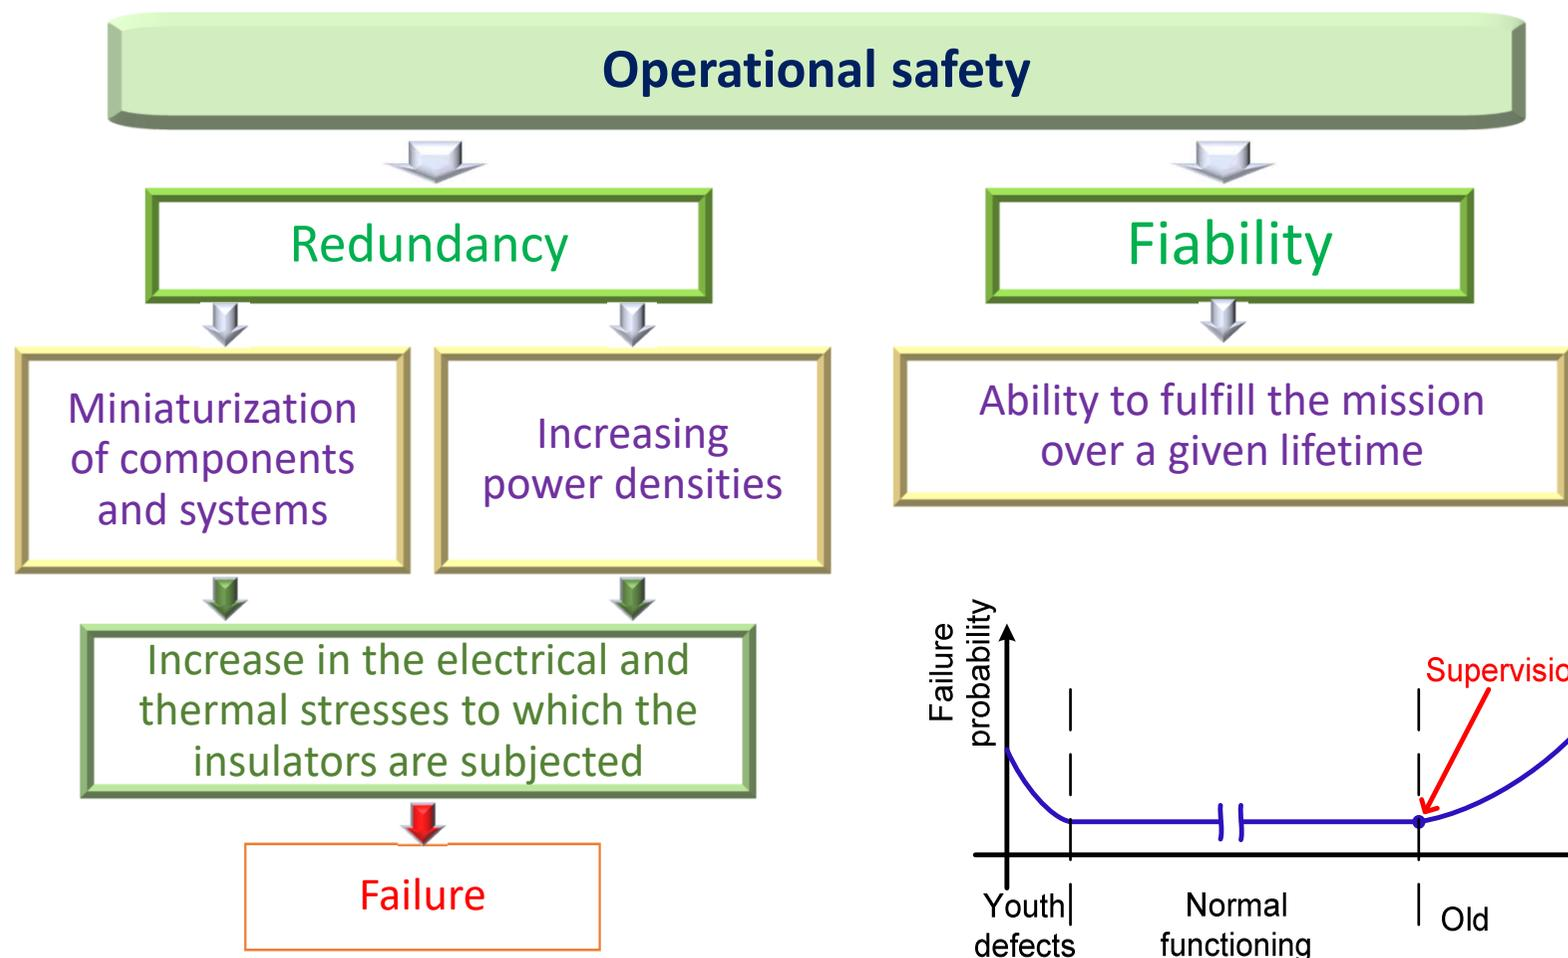 Operational safety
Redundancy
Fiability
Miniaturization
of components
and systems
Increasing
power densities
Ability to fulfill the mission
over a given lifetime
Increase in the electrical and
thermal stresses to which the
insulators are subjected
Failure
Failure
probability
Supervisio
Youth
defects
Normal
functioning
Old